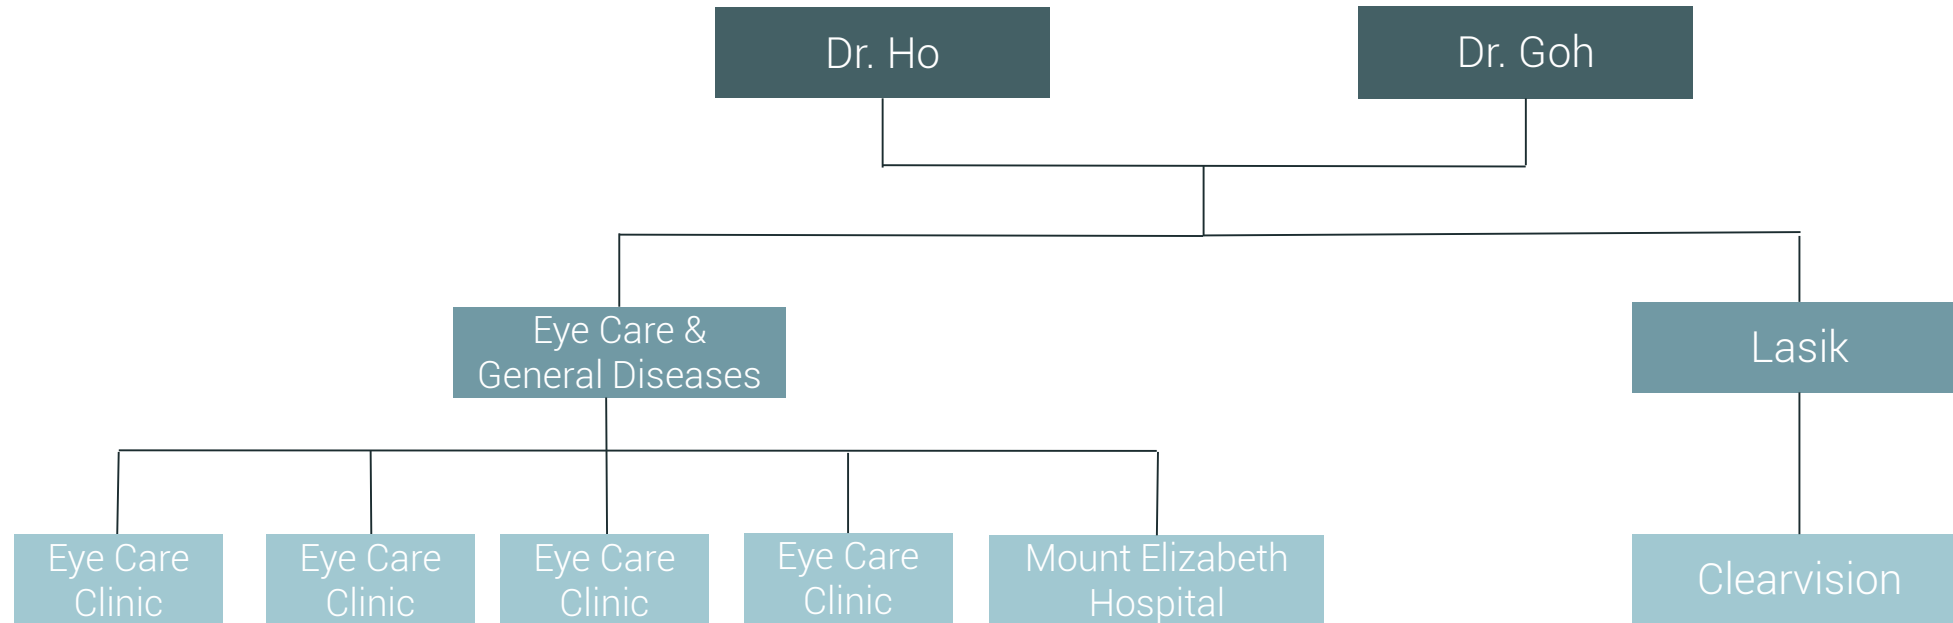 Dr. Ho
Dr. Goh
Eye Care &
General Diseases
Lasik
Eye Care
Clinic
Eye Care
Clinic
Eye Care
Clinic
Eye Care
Clinic
Mount Elizabeth
Hospital
Clearvision